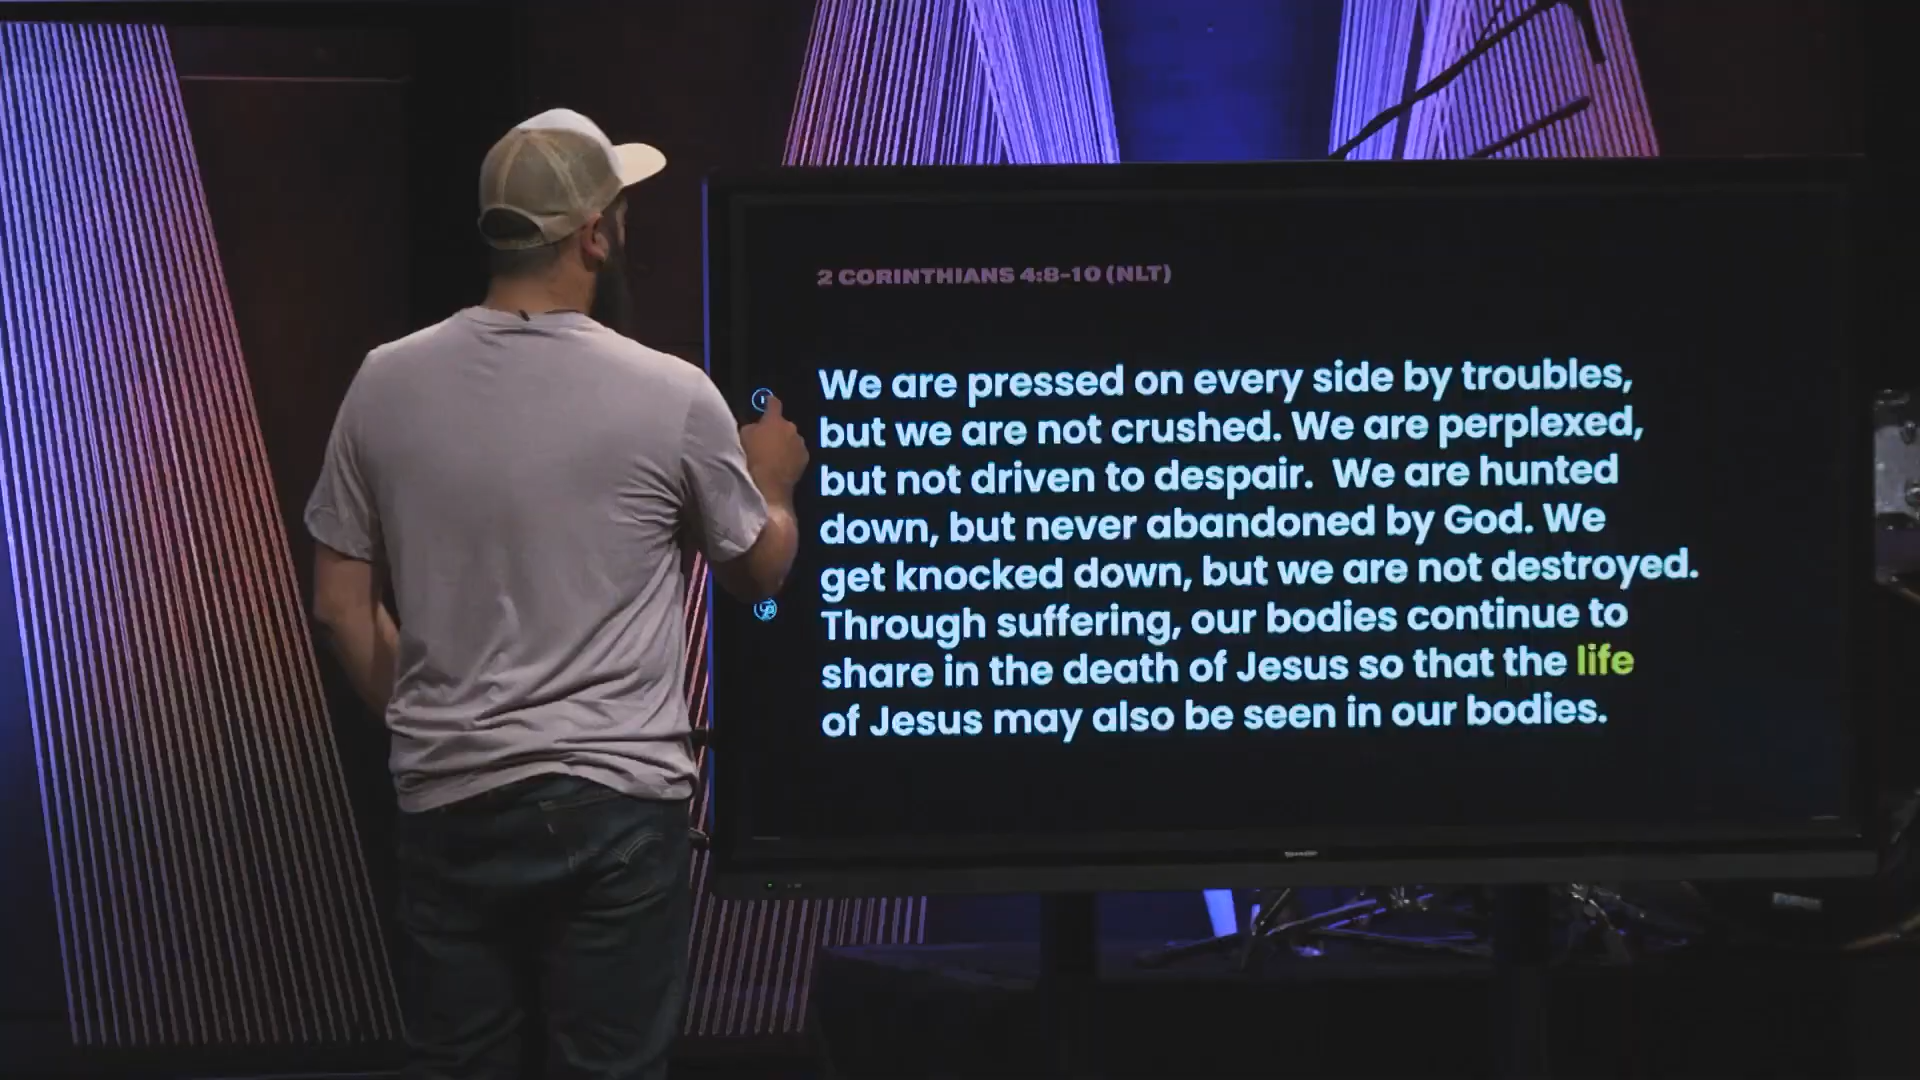 2 CORINTHIANS 4:8-10 (NLT)
We are pressed on every side by troubles,
but we are not crushed. We are perplexed,
but not driven to despair.  We are hunted
down, but never abandoned by God. We
get knocked down, but we are not destroyed.
Through suffering, our bodies continue to
share in the death of Jesus so that the life
of Jesus may also be seen in our bodies.